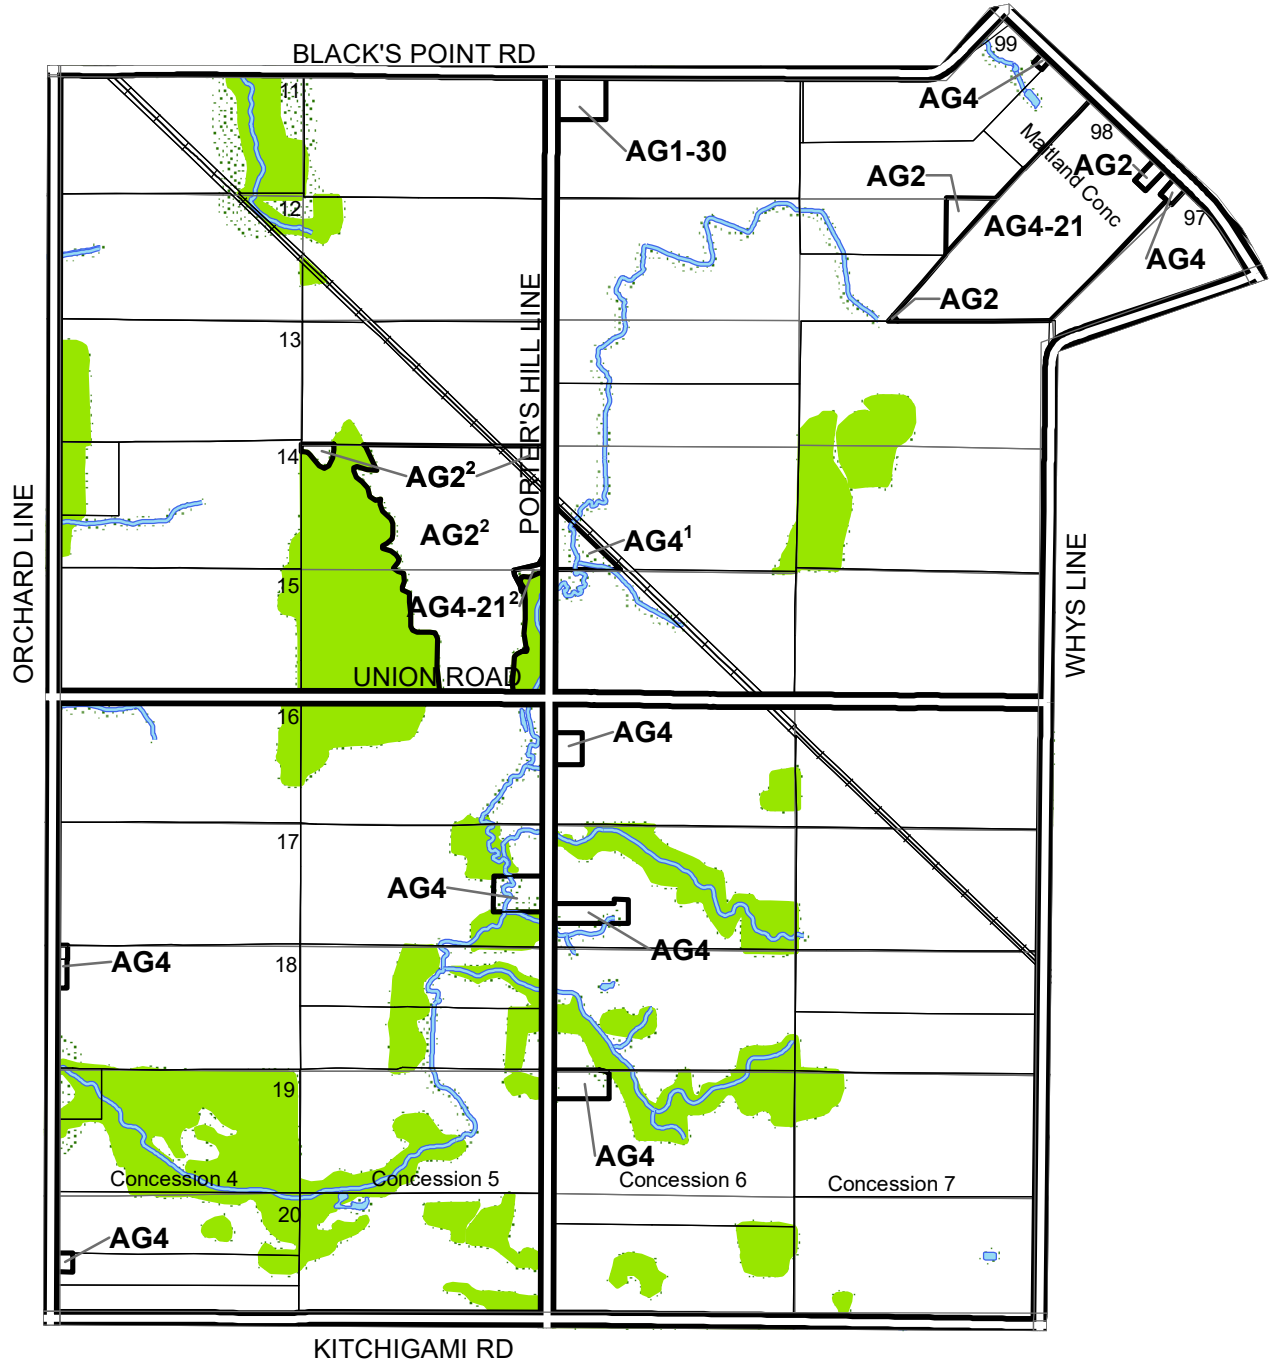 BLACK'S POINT RD
99
AG4
11
98
AG1-30
Maitland Conc
AG2
AG2
12
97
AG4-21
AG4
AG2
13
PORTER'S HILL LINE
14
AG2²
AG2²
AG4¹
ORCHARD LINE
WHYS LINE
15
AG4-21²
UNION ROAD
16
AG4
17
AG4
AG4
AG4
18
19
AG4
Concession 4
Concession 5
Concession 6
Concession 7
20
AG4
KITCHIGAMI RD